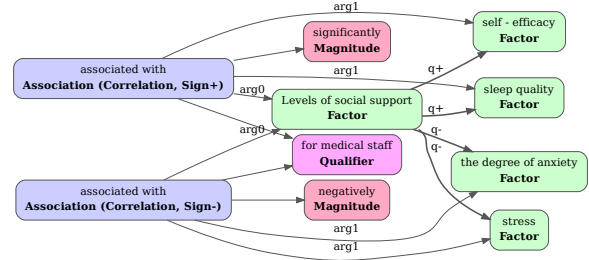 arg1
self - efficacy
Factor
significantly
Magnitude
associated with
Association (Correlation, Sign+)
arg1
q+
sleep quality
Factor
arg0
Levels of social support
Factor
q+
arg0
q-
for medical staff
Qualifier
q-
the degree of anxiety
Factor
associated with
Association (Correlation, Sign-)
negatively
Magnitude
stress
Factor
arg1
arg1